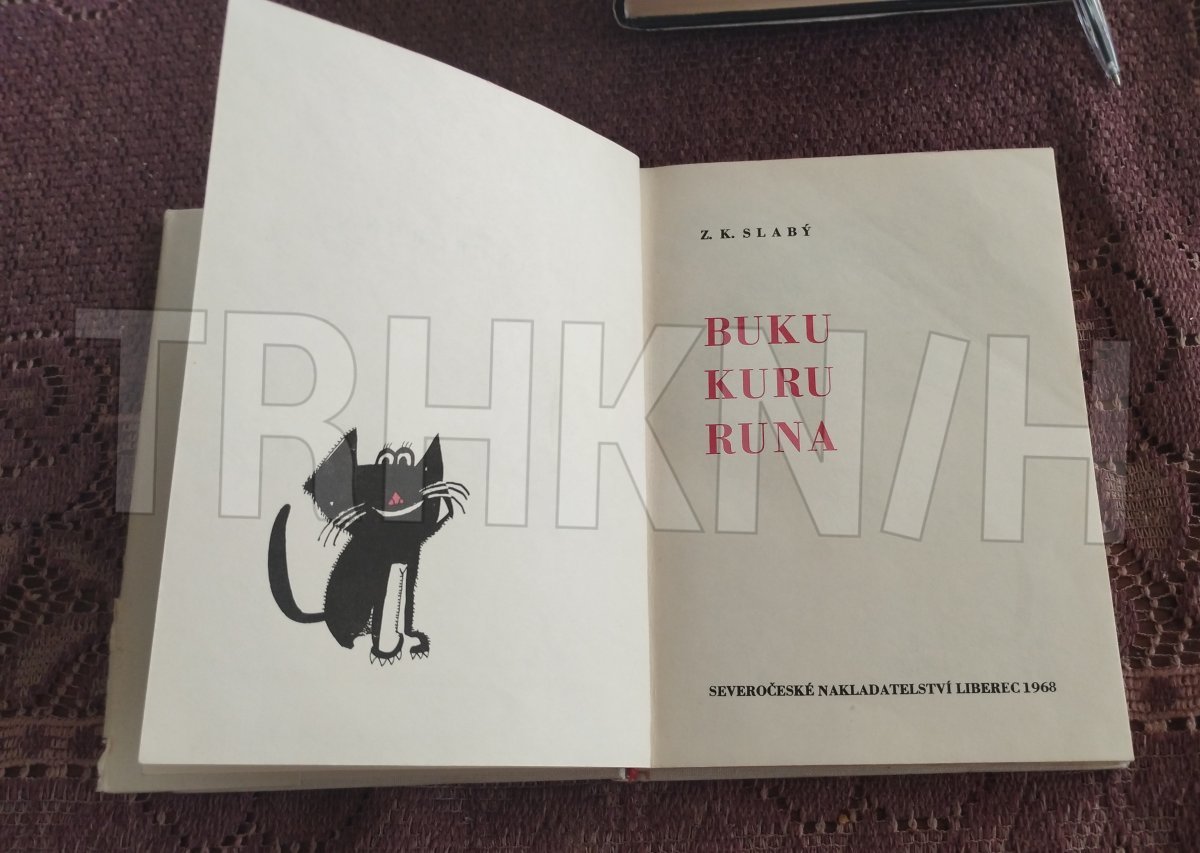 Z. K. SLABÝ
BUKU
KURU
RUNA
SEVEROČESKÉ NAKLADATELSTVÍ LIBEREC 1968
TRHKNIH